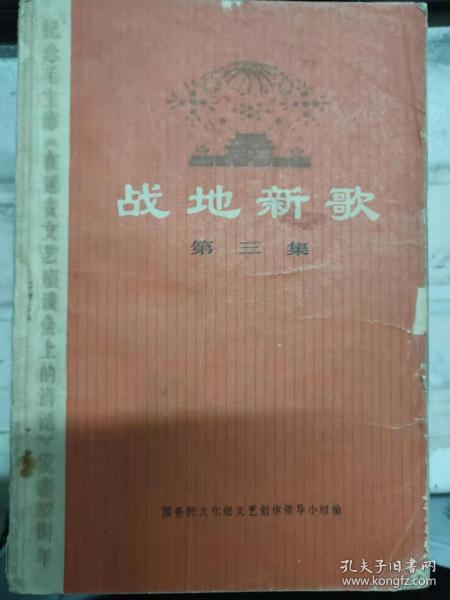 纪念毛主席《在延安文艺座谈会上的讲话》发表32周年
战地新歌
第三集
国务院文化组文艺创作领导小组编
孔夫子旧书网
www.kongfz.com